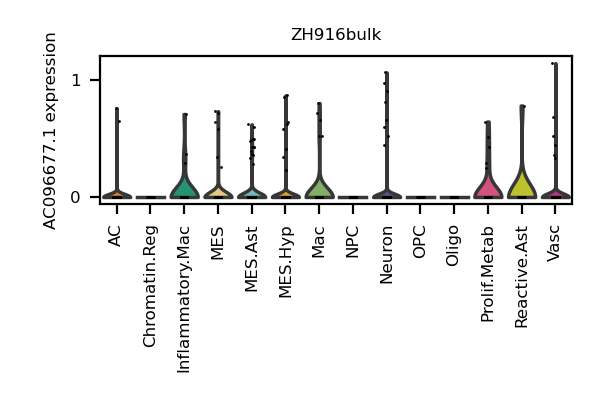 ZH916bulk
AC096677.1 expression
1
0
AC
Chromatin.Reg
Inflammatory.Mac
MES
MES.Ast
MES.Hyp
Mac
NPC
Neuron
OPC
Oligo
Prolif.Metab
Reactive.Ast
Vasc